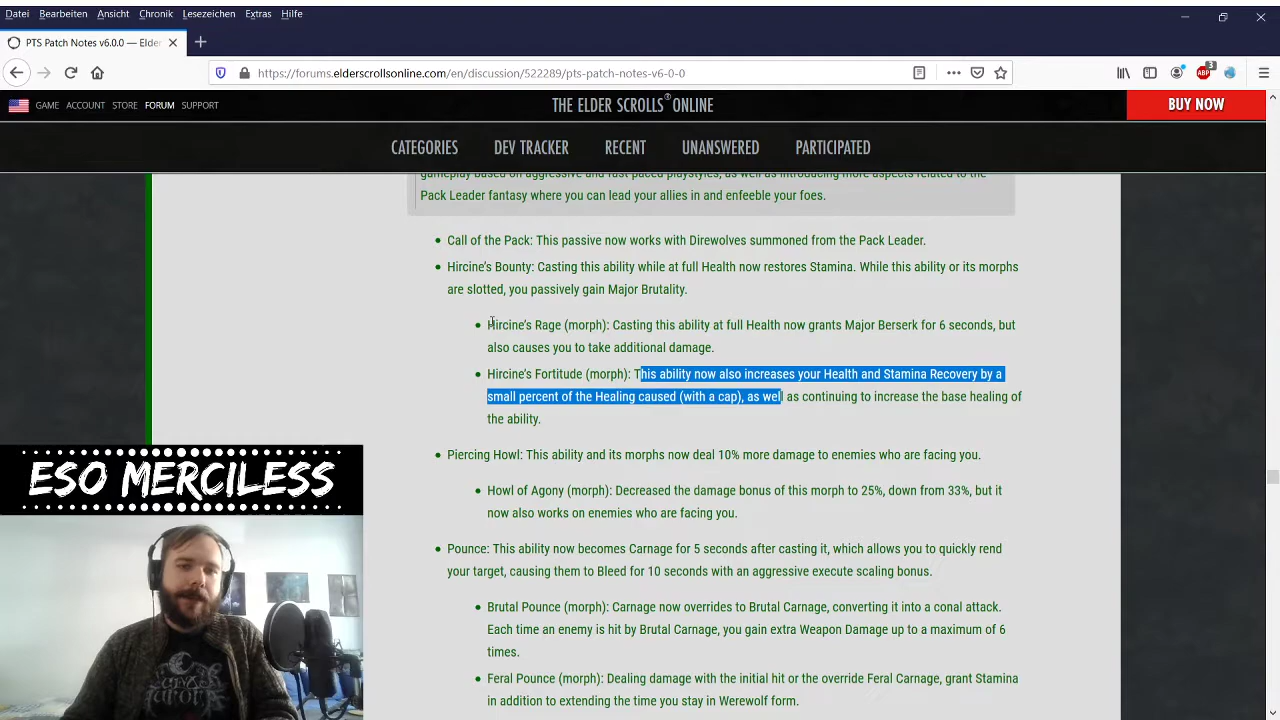 Datei Bearbeiten Ansicht Chronik Lesezeichen Extras Hilfe
PTS Patch Notes v6.0.0 — Elder
https://forums.elderscrollsonline.com/en/discussion/522289/pts-patch-notes-v6-0-0
ABP 3
GAME ACCOUNT STORE FORUM SUPPORT
THE ELDER SCROLLS® ONLINE
BUY NOW
CATEGORIES DEV TRACKER RECENT UNANSWERED PARTICIPATED
gameplay based on aggressive and fast paced playstyles, as well as introducing more aspects related to the
Pack Leader fantasy where you can lead your allies in and enfeeble your foes.
• Call of the Pack: This passive now works with Direwolves summoned from the Pack Leader.
• Hircine's Bounty: Casting this ability while at full Health now restores Stamina. While this ability or its morphs
are slotted, you passively gain Major Brutality.
• Hircine's Rage (morph): Casting this ability at full Health now grants Major Berserk for 6 seconds, but
also causes you to take additional damage.
• Hircine's Fortitude (morph): This ability now also increases your Health and Stamina Recovery by a
small percent of the Healing caused (with a cap), as well as continuing to increase the base healing of
the ability.
• Piercing Howl: This ability and its morphs now deal 10% more damage to enemies who are facing you.
• Howl of Agony (morph): Decreased the damage bonus of this morph to 25%, down from 33%, but it
now also works on enemies who are facing you.
• Pounce: This ability now becomes Carnage for 5 seconds after casting it, which allows you to quickly rend
your target, causing them to Bleed for 10 seconds with an aggressive execute scaling bonus.
• Brutal Pounce (morph): Carnage now overrides to Brutal Carnage, converting it into a conal attack.
Each time an enemy is hit by Brutal Carnage, you gain extra Weapon Damage up to a maximum of 6
times.
• Feral Pounce (morph): Dealing damage with the initial hit or the override Feral Carnage, grant Stamina
in addition to extending the time you stay in Werewolf form.
ESO MERCILESS